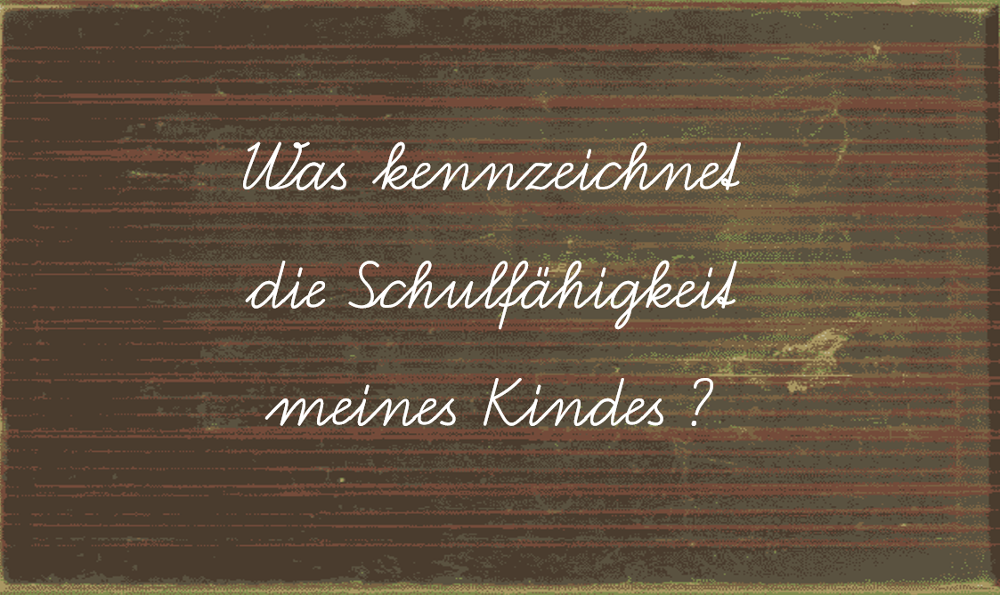 Was kennzeichnet
die Schulfähigkeit
meines Kindes ?